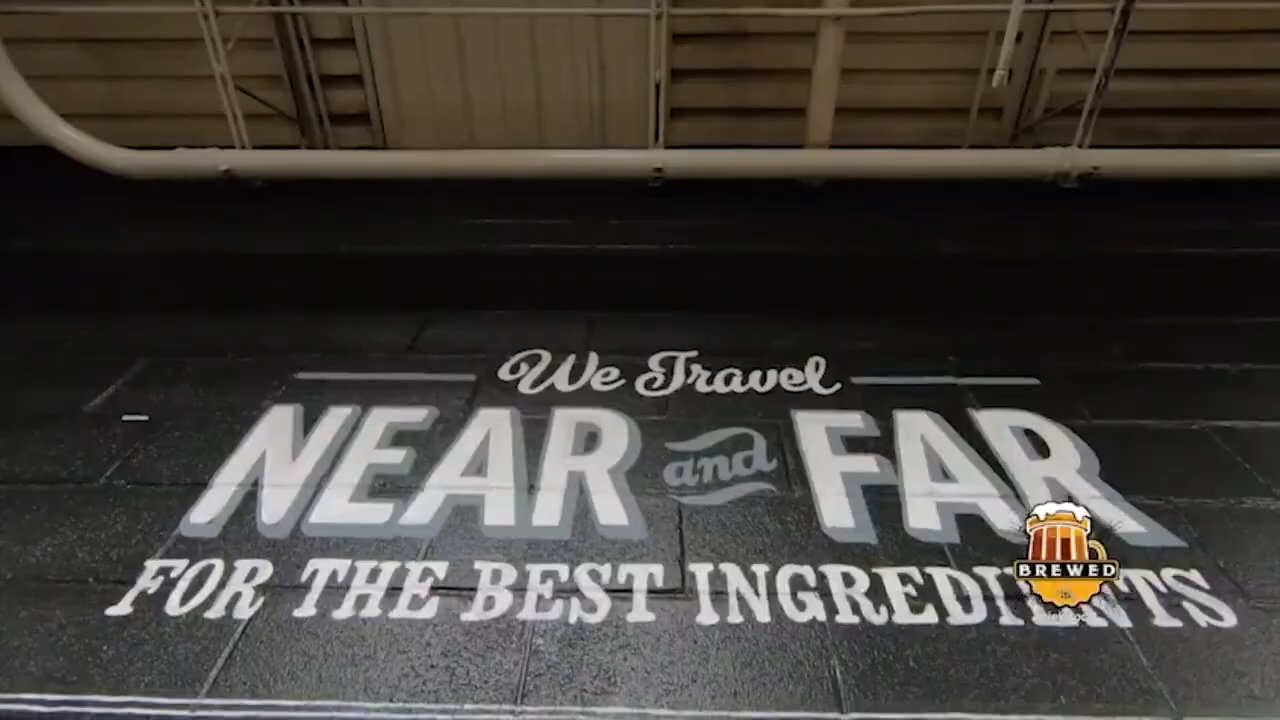 We Travel
NEAR and FAR
FOR THE BEST INGREDIENTS
BREWED